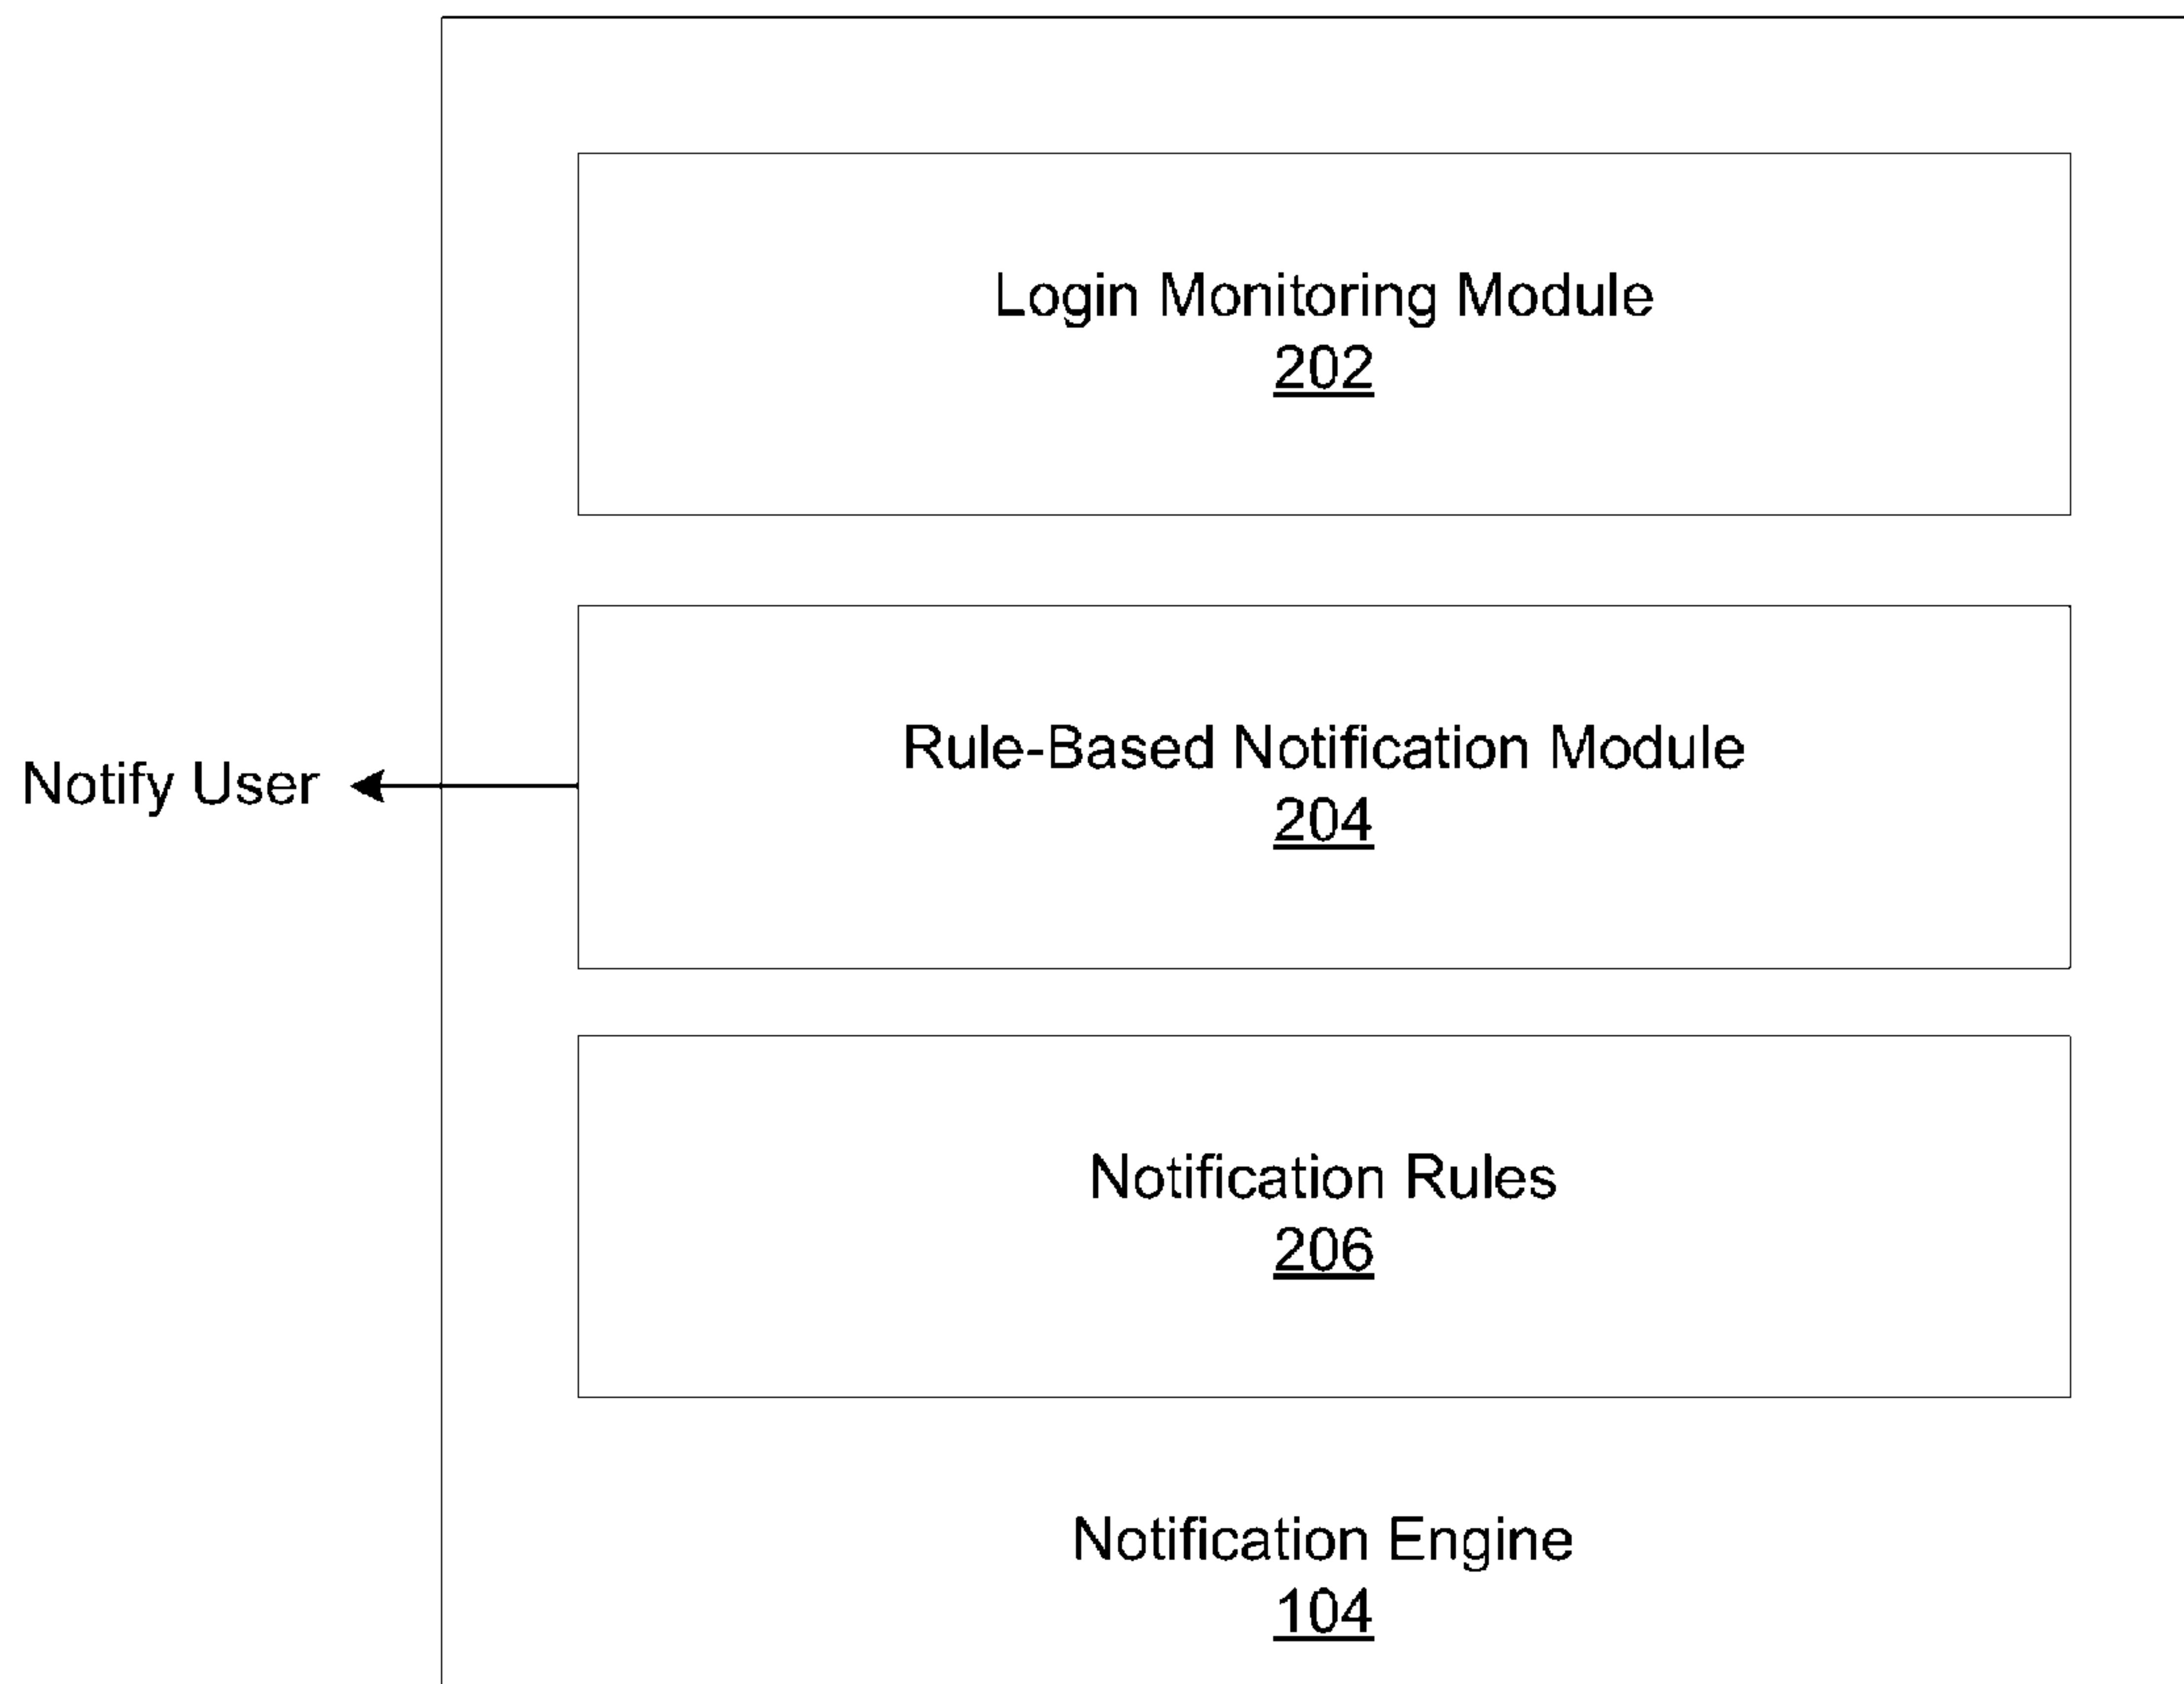 Login Monitoring Module
202
Rule-Based Notification Module
204
Notify User
Notification Rules
206
Notification Engine
104